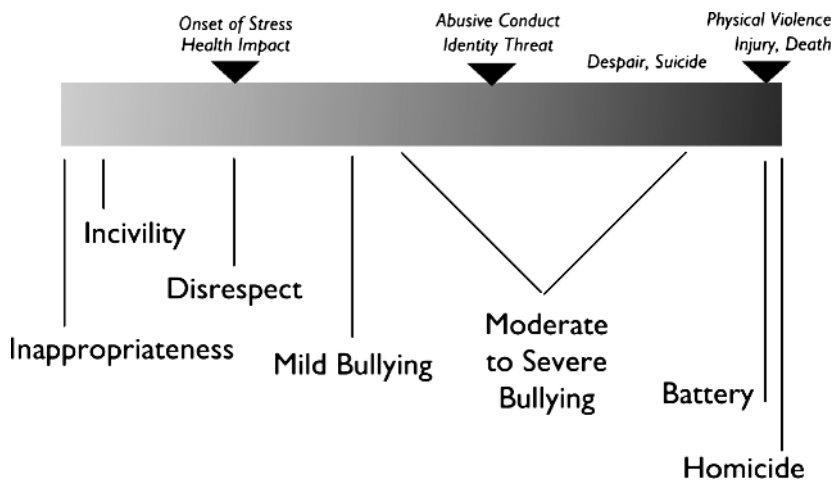 Onset of Stress
Health Impact
Abusive Conduct
Identity Threat
Despair, Suicide
Physical Violence
Injury, Death
Incivility
Disrespect
Inappropriateness
Mild Bullying
Moderate
to Severe
Bullying
Battery
Homicide